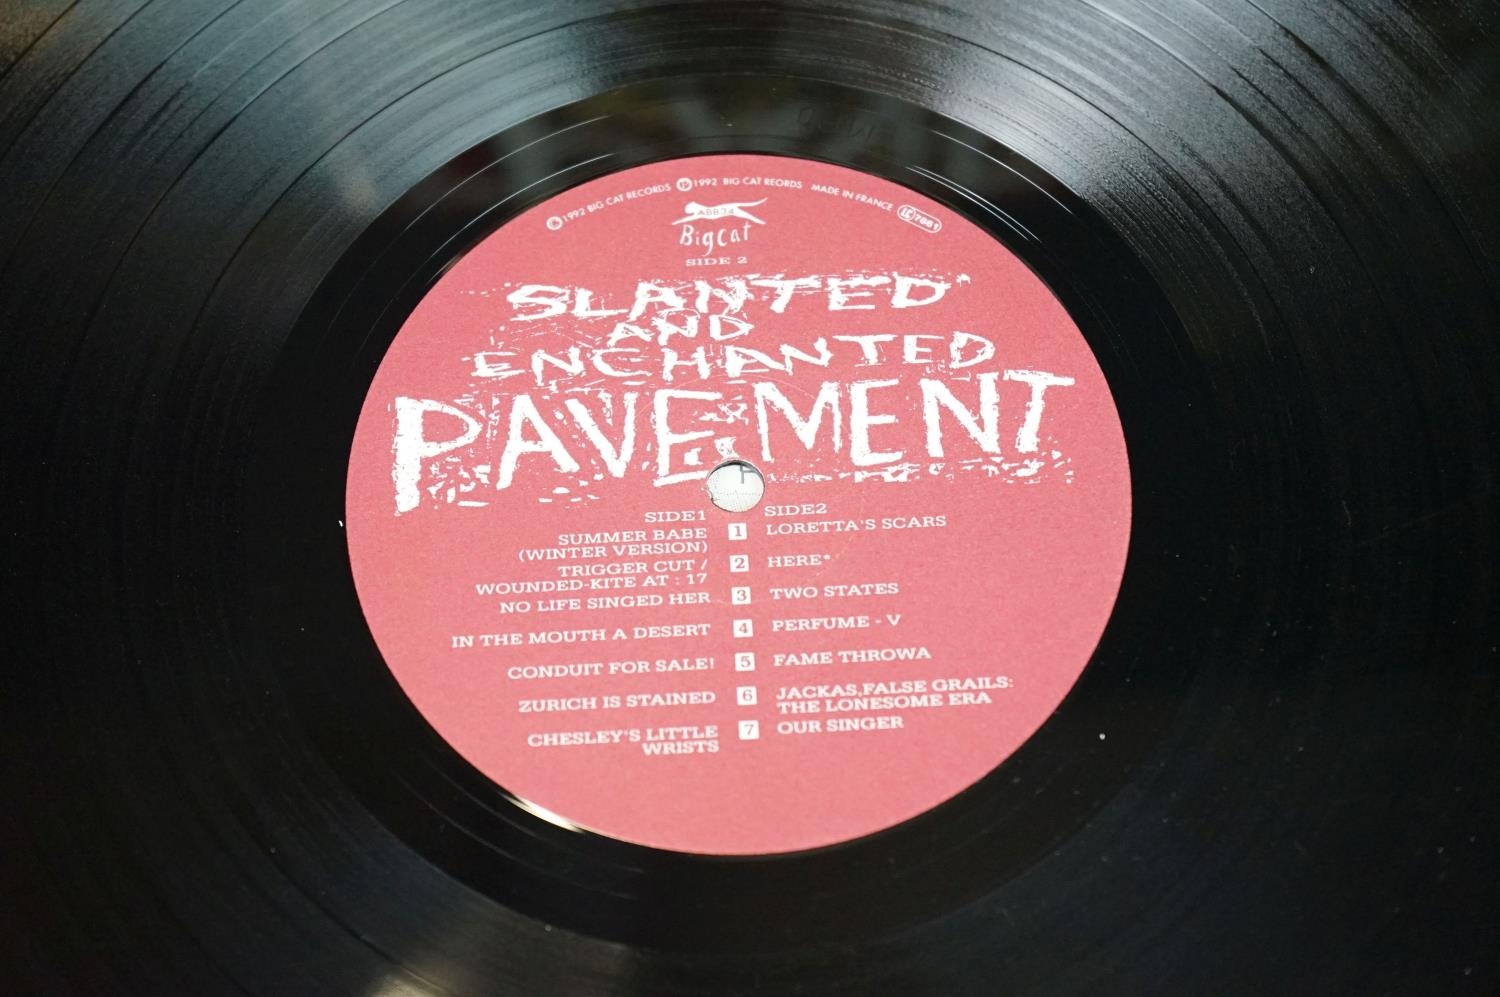 © 1992 BIG CAT RECORDS ℗ 1992 BIG CAT REORDS MADE IN FRANCE LC 7661
ABB34
Big cat
SIDE 2
SLANTED
AND
ENCHANTED
PAVEMENT
SIDE1 SIDE2
SUMMER BABE
(WINTER VERSION) 1 LORETTA'S SCARS
TRIGGER CUT /
WOUNDED-KITE AT : 17 2 HERE*
NO LIFE SINGED HER 3 TWO STATES
IN THE MOUTH A DESERT 4 PERFUME - V
CONDUIT FOR SALE! 5 FAME THROWA
ZURICH IS STAINED 6 JACKAS,FALSE GRAILS:
THE LONESOME ERA
CHESLEY'S LITTLE 7 OUR SINGER
WRISTS